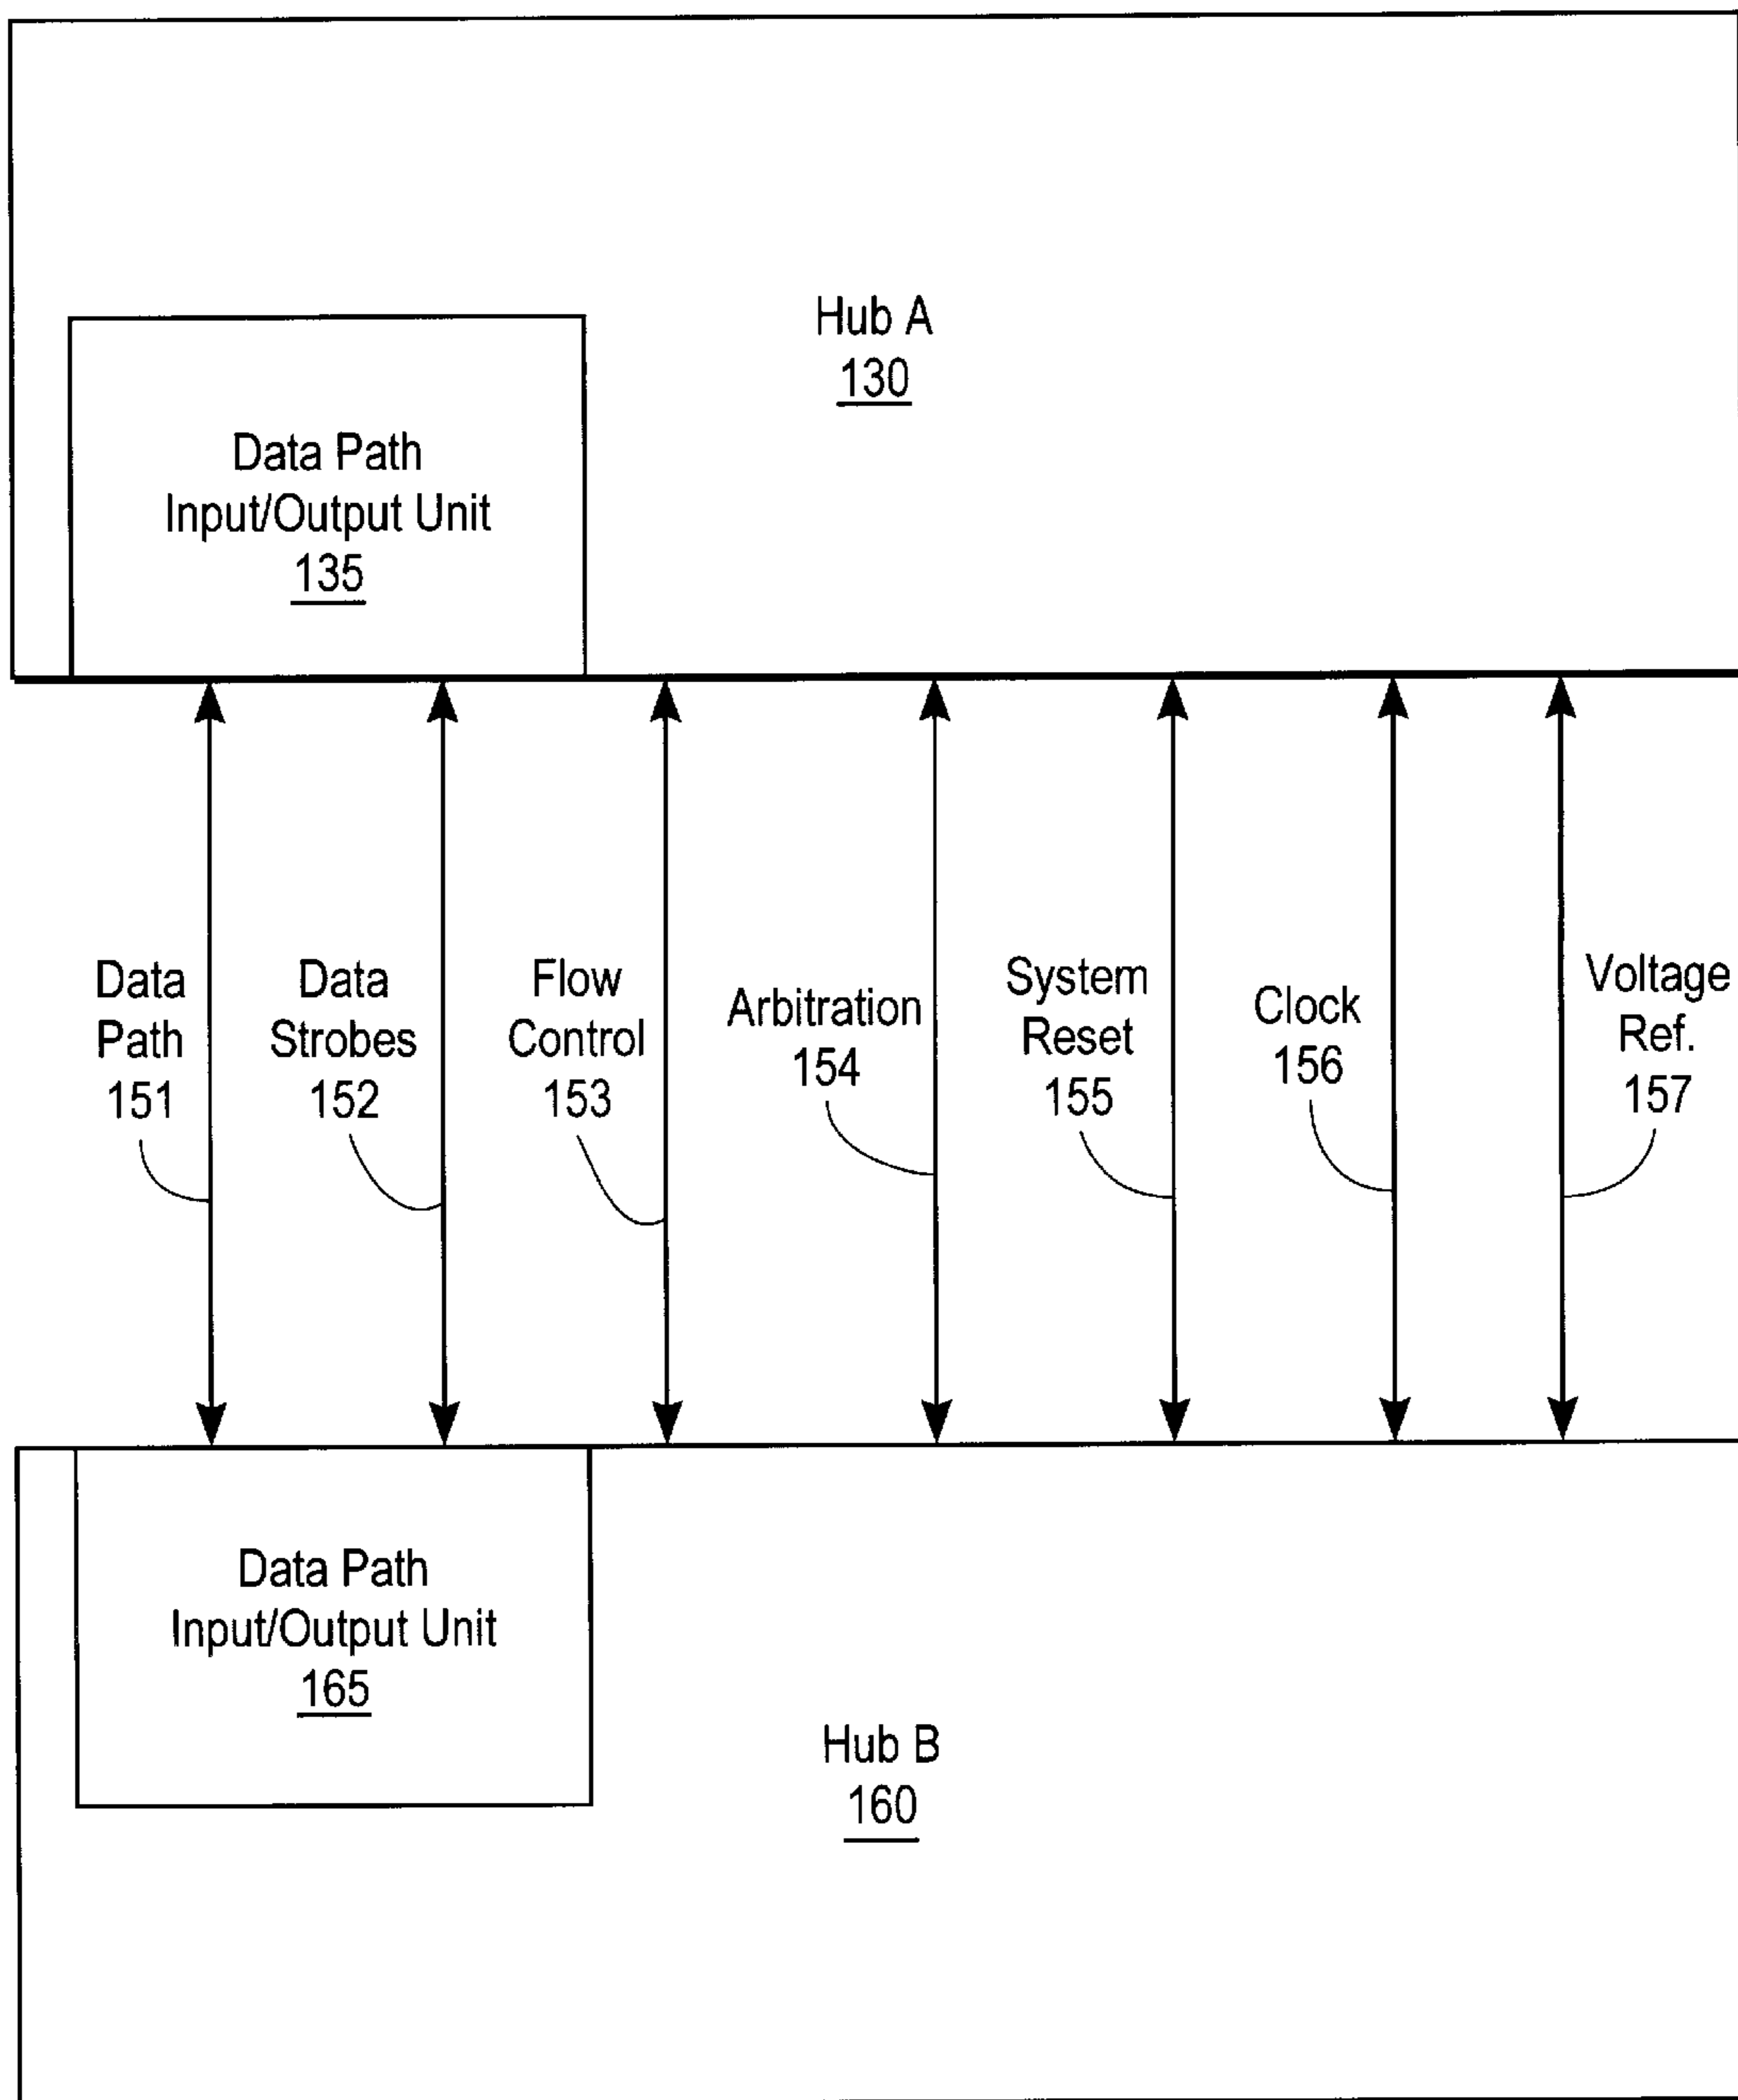 Hub A
130
Data Path
Input/Output Unit
135
Data
Path
151
Data
Strobes
152
Flow
Control
153
Arbitration
154
System
Reset
155
Clock
156
Voltage
Ref.
157
Data Path
Input/Output Unit
165
Hub B
160